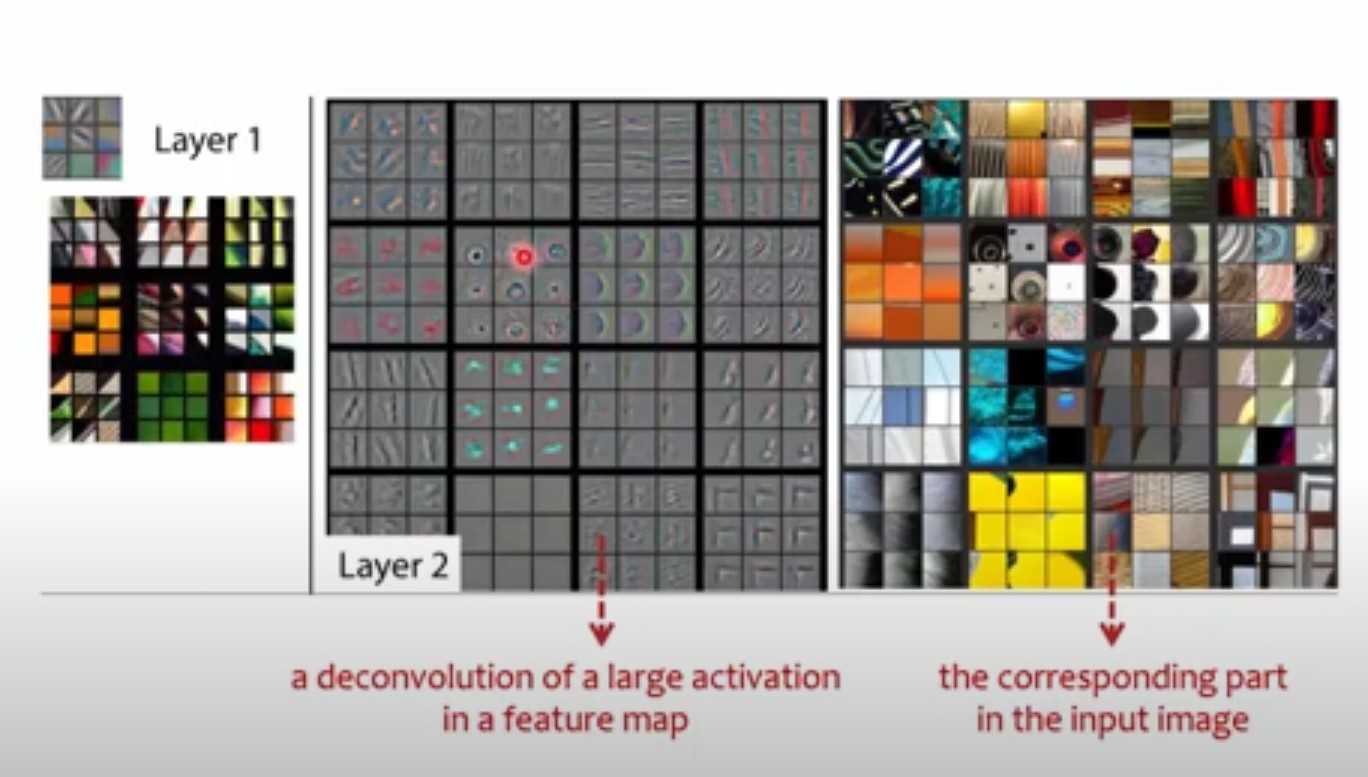 Layer 1
Layer 2
a deconvolution of a large activation
in a feature map
the corresponding part
in the input image